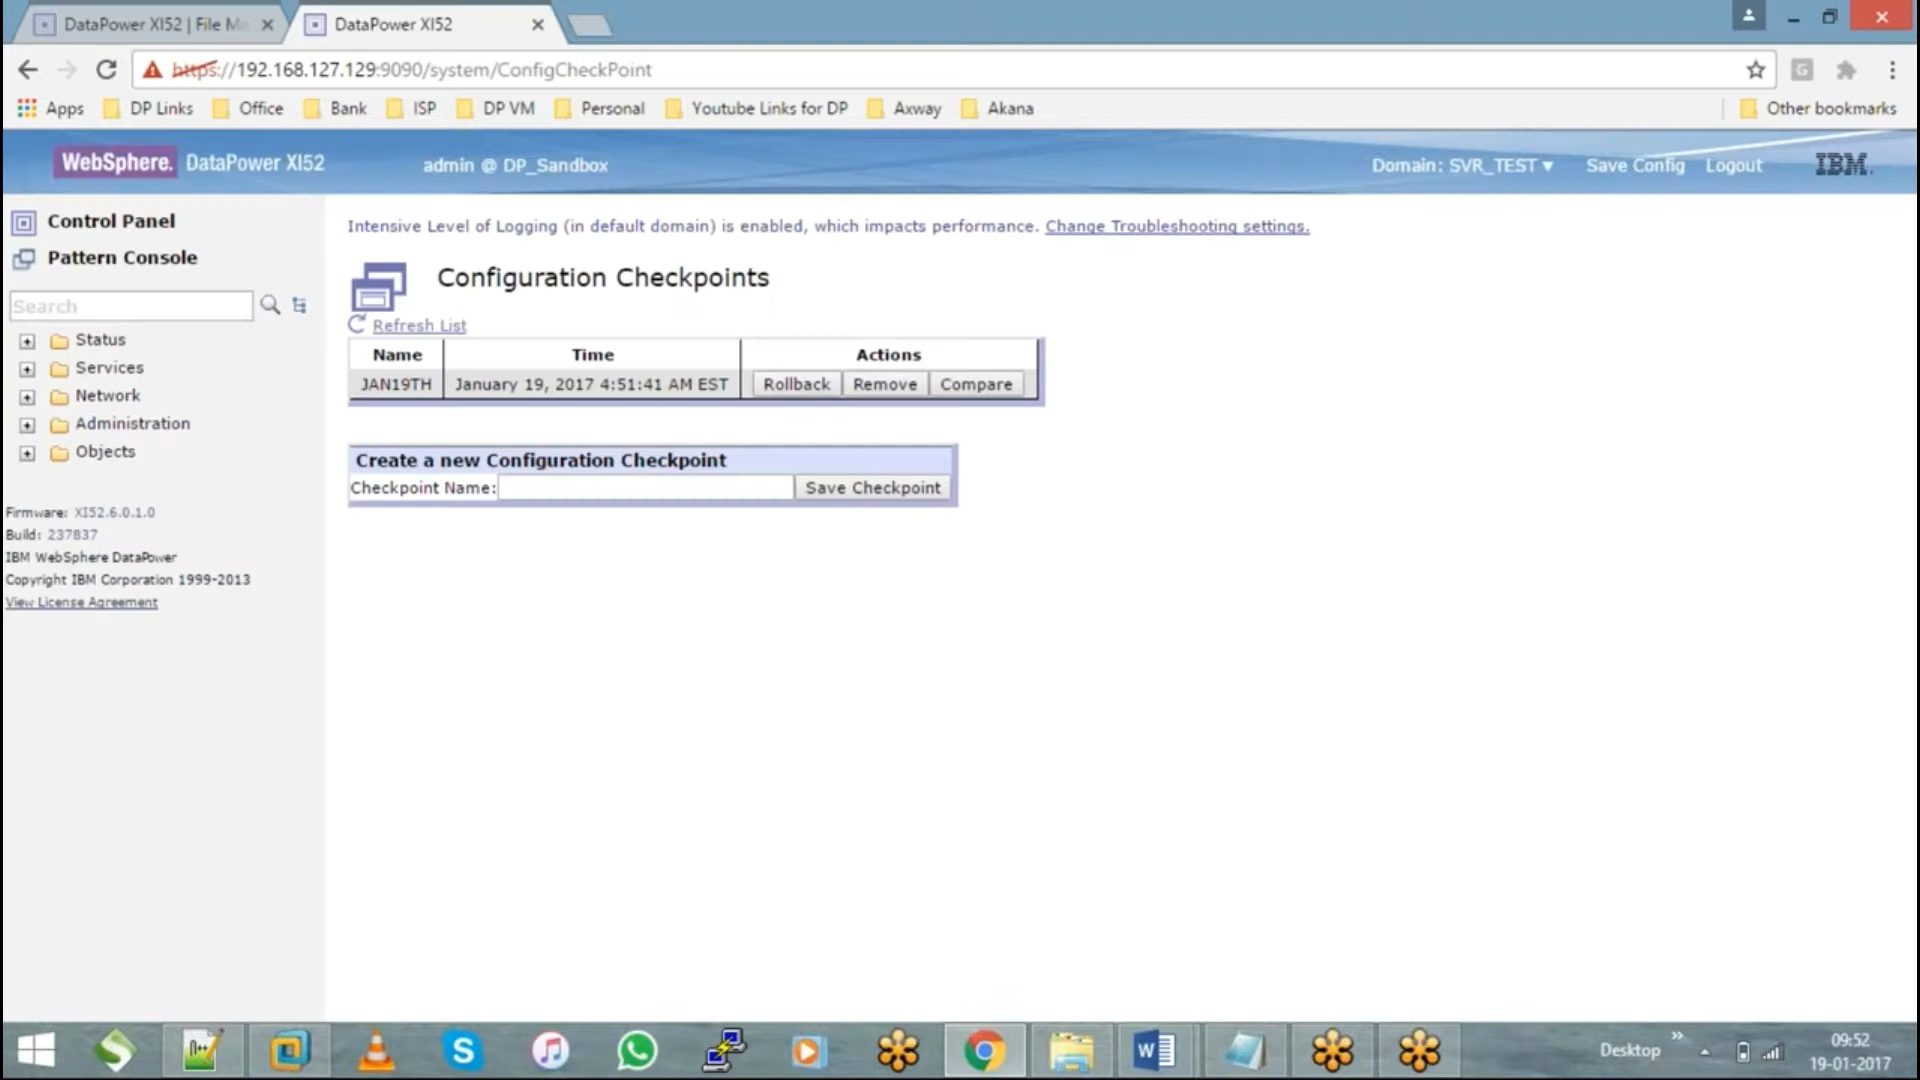 DataPower XI52 | File Ma
DataPower XI52
https://192.168.127.129:9090/system/ConfigCheckPoint
Apps DP Links Office Bank ISP DP VM Personal Youtube Links for DP Axway Akana Other bookmarks
WebSphere. DataPower XI52 admin @ DP_Sandbox Domain: SVR_TEST ▾ Save Config Logout IBM.
Control Panel
Pattern Console
Search
Status
Services
Network
Administration
Objects
Firmware: XI52.6.0.1.0
Build: 237837
IBM WebSphere DataPower
Copyright IBM Corporation 1999-2013
View License Agreement
Intensive Level of Logging (in default domain) is enabled, which impacts performance. Change Troubleshooting settings.
Configuration Checkpoints
Refresh List
Name Time Actions
JAN19TH January 19, 2017 4:51:41 AM EST Rollback Remove Compare
Create a new Configuration Checkpoint
Checkpoint Name: Save Checkpoint
Desktop
09:52
19-01-2017